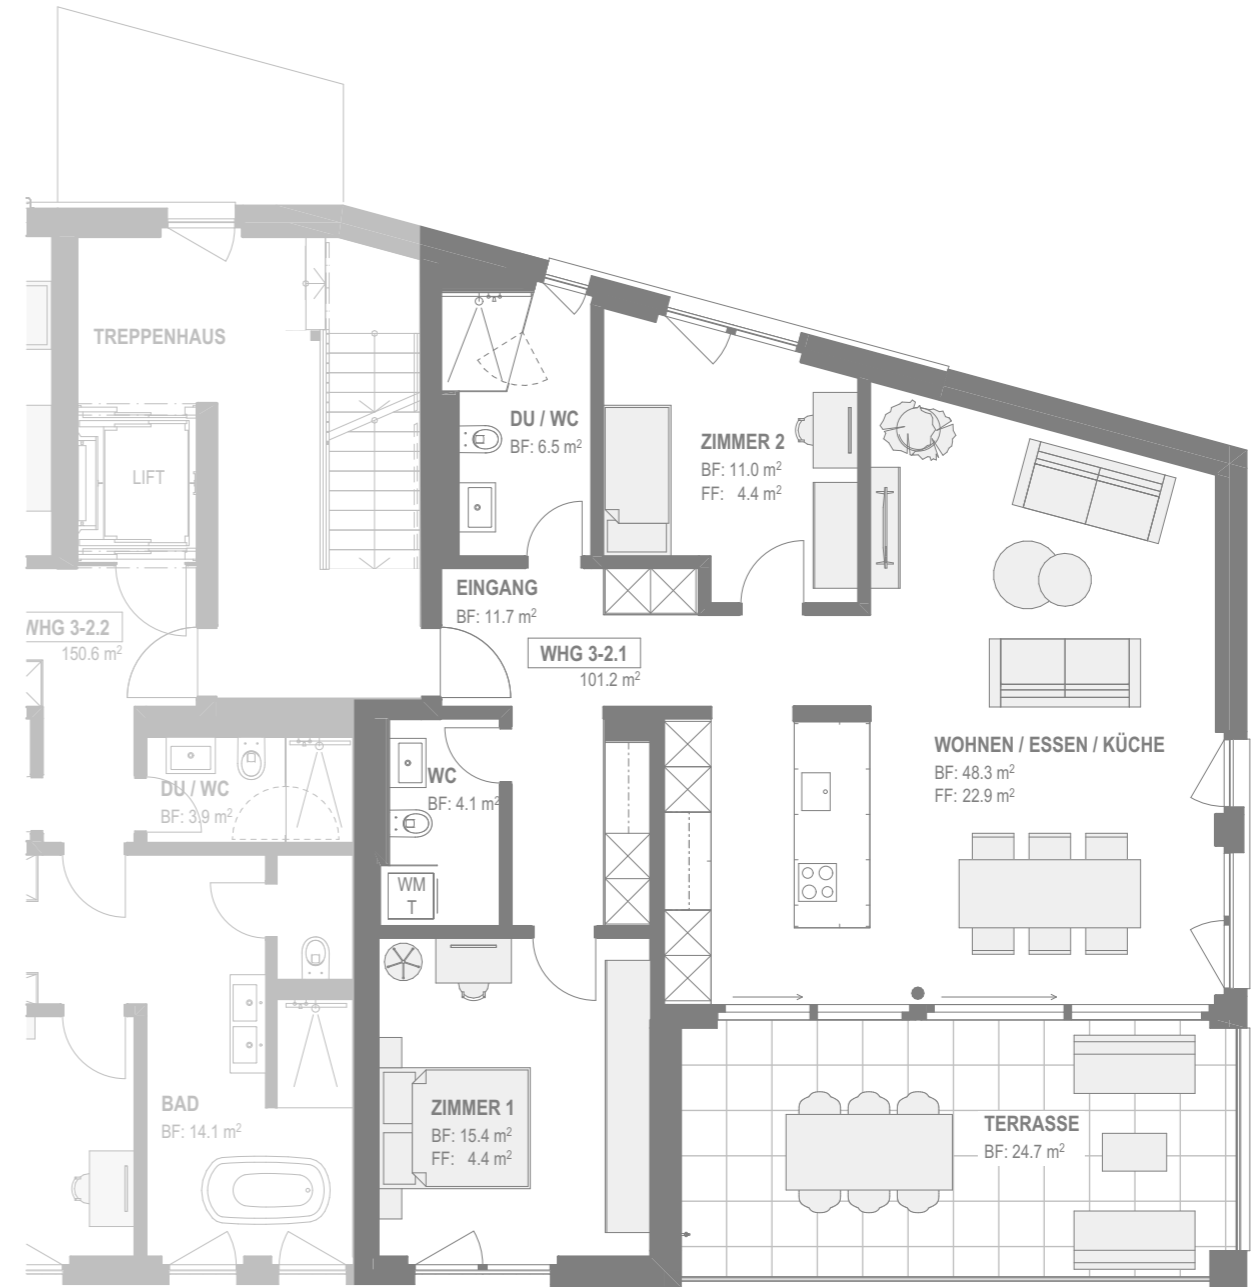 TREPPENHAUS
LIFT
DU / WC
BF: 6.5 m²
ZIMMER 2
BF: 11.0 m²
FF: 4.4 m²
EINGANG
BF: 11.7 m²
WHG 3-2.2
150.6 m²
WHG 3-2.1
101.2 m²
WOHNEN / ESSEN / KÜCHE
BF: 48.3 m²
FF: 22.9 m²
DU / WC
BF: 3.9 m²
WC
BF: 4.1 m²
WM
T
BAD
BF: 14.1 m²
ZIMMER 1
BF: 15.4 m²
FF: 4.4 m²
TERRASSE
BF: 24.7 m²